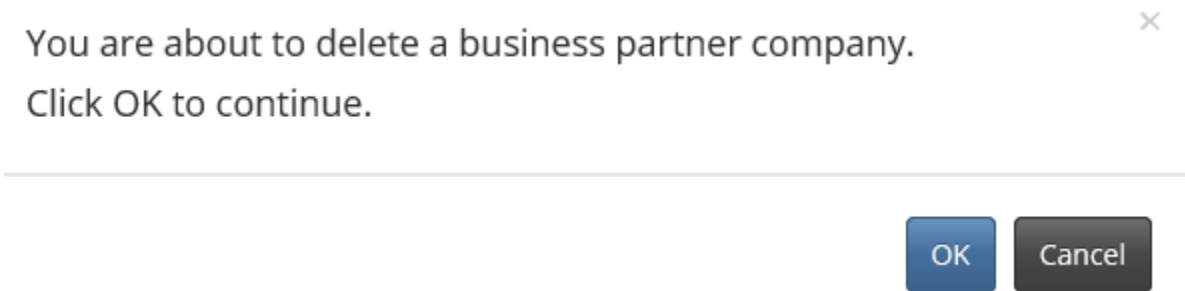 You are about to delete a business partner company.
Click OK to continue.
OK
Cancel